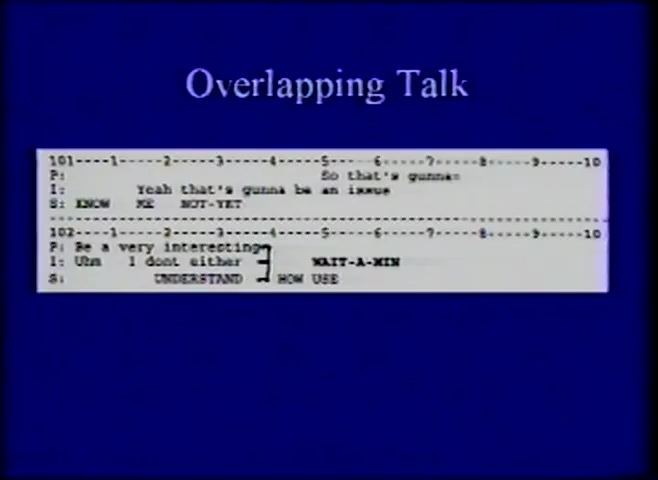 Overlapping Talk
101----1-----2-----3-----4-----5-----6-----7-----8-----9-----10
P: So that's gunna=
I: Yeah that's gunna be an issue
S: KNOW ME NOT-YET
102----1-----2-----3-----4-----5-----6-----7-----8-----9-----10
P: Be a very interesting=
I: Uhm I dont either WAIT-A-MIN
S: UNDERSTAND HOW USE